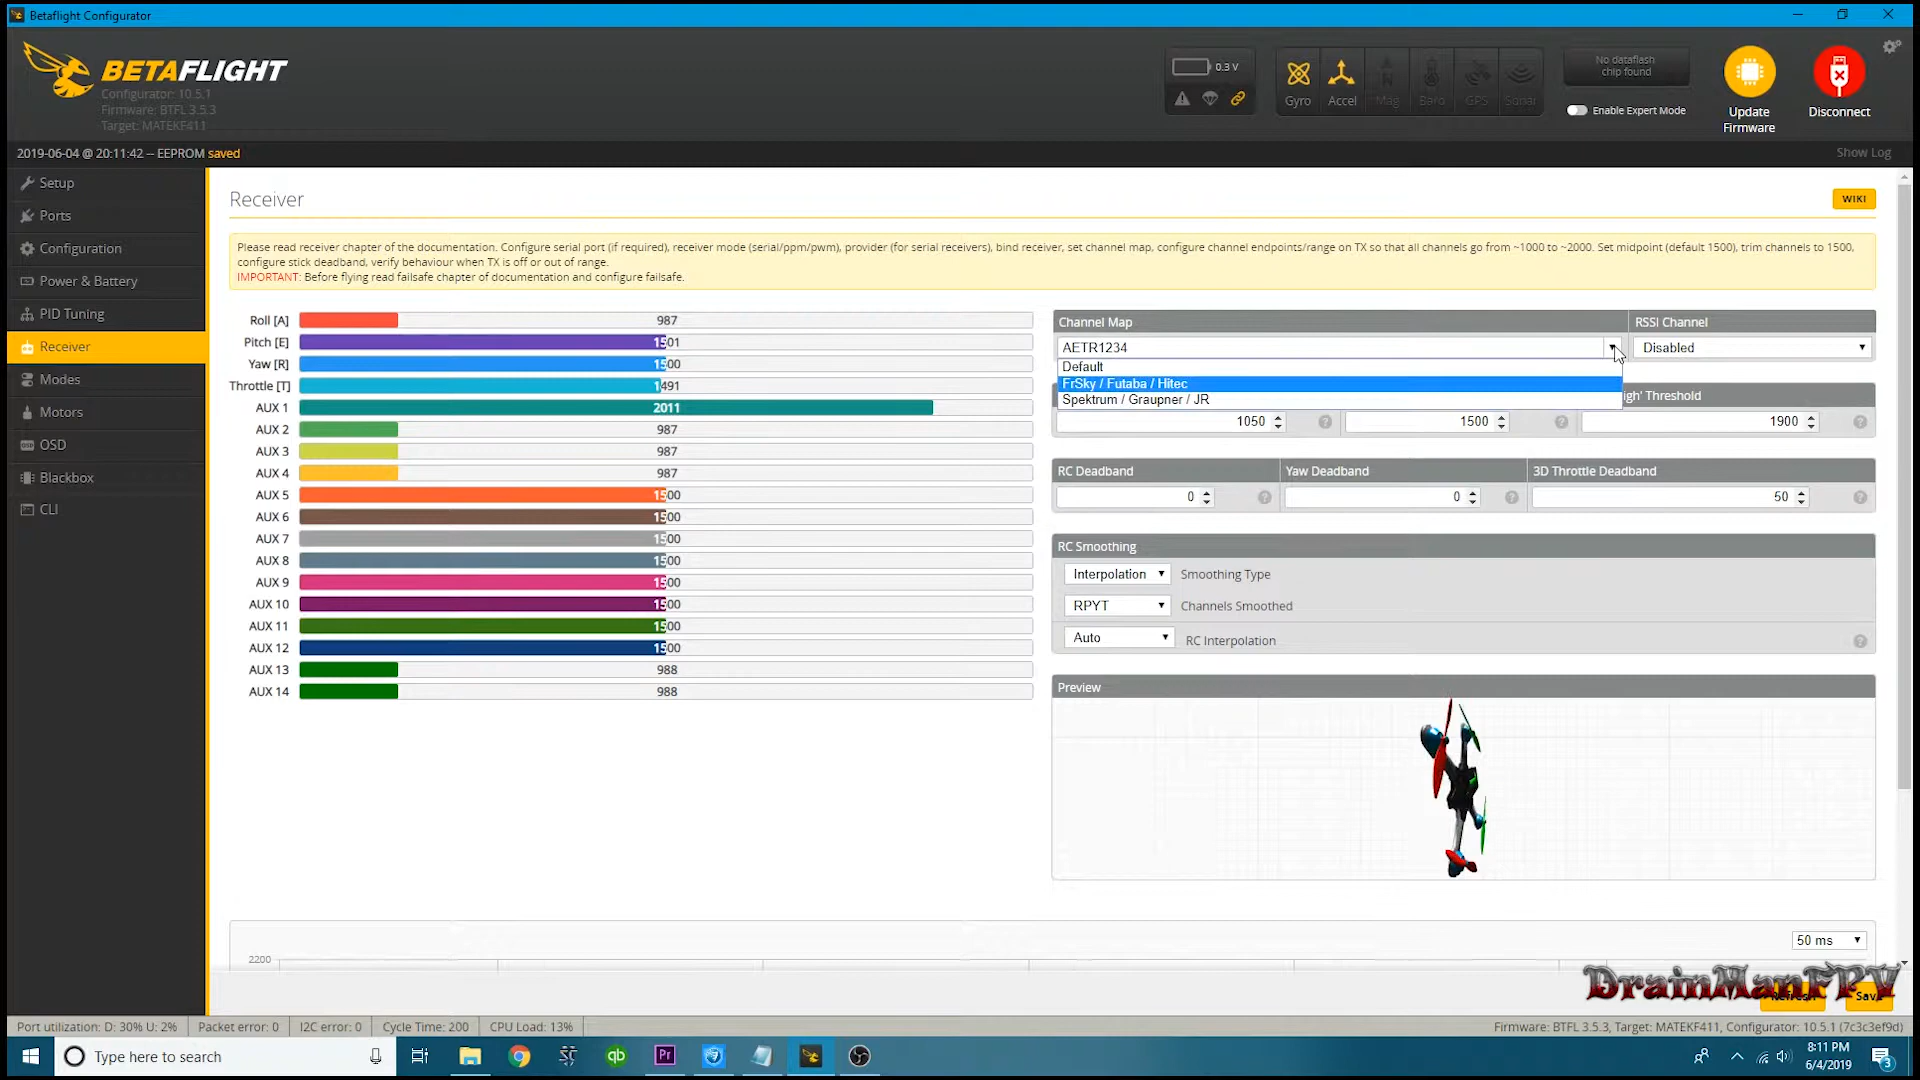 Betaflight Configurator
BETAFLIGHT
Configurator: 10.5.1
Firmware: BTFL 3.5.3
Target: MATEKF411
0.3 V
Gyro
Accel
Mag
Baro
GPS
Sonar
No dataflash
chip found
Enable Expert Mode
Update
Firmware
Disconnect
2019-06-04 @ 20:11:42 -- EEPROM saved
Show Log
Setup
Ports
Configuration
Power & Battery
PID Tuning
Receiver
Modes
Motors
OSD
Blackbox
CLI
Receiver
WIKI
Please read receiver chapter of the documentation. Configure serial port (if required), receiver mode (serial/ppm/pwm), provider (for serial receivers), bind receiver, set channel map, configure channel endpoints/range on TX so that all channels go from ~1000 to ~2000. Set midpoint (default 1500), trim channels to 1500,
configure stick deadband, verify behaviour when TX is off or out of range.
IMPORTANT: Before flying read failsafe chapter of documentation and configure failsafe.
Roll [A] 987
Pitch [E] 1501
Yaw [R] 1500
Throttle [T] 1491
AUX 1 2011
AUX 2 987
AUX 3 987
AUX 4 987
AUX 5 1500
AUX 6 1500
AUX 7 1500
AUX 8 1500
AUX 9 1500
AUX 10 1500
AUX 11 1500
AUX 12 1500
AUX 13 988
AUX 14 988
Channel Map
RSSI Channel
AETR1234
Disabled
Default
FrSky / Futaba / Hitec
Spektrum / Graupner / JR
igh' Threshold
1050
1500
1900
RC Deadband
Yaw Deadband
3D Throttle Deadband
0
0
50
RC Smoothing
Interpolation Smoothing Type
RPYT Channels Smoothed
Auto RC Interpolation
Preview
50 ms
2200
DrainManFPV
Refresh
Save
Port utilization: D: 30% U: 2%
Packet error: 0
I2C error: 0
Cycle Time: 200
CPU Load: 13%
Firmware: BTFL 3.5.3, Target: MATEKF411, Configurator: 10.5.1 (7c3c3ef9d)
Type here to search
qb
Pr
8:11 PM
6/4/2019
3